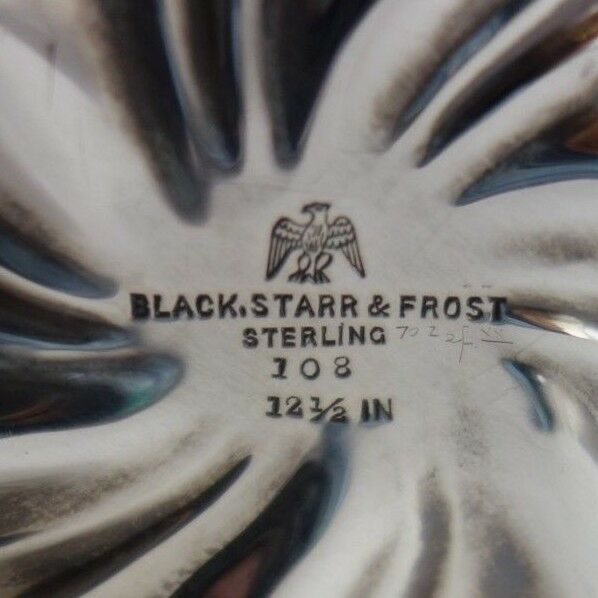 BLACK, STARR & FROST
STERLING
108
12½ IN